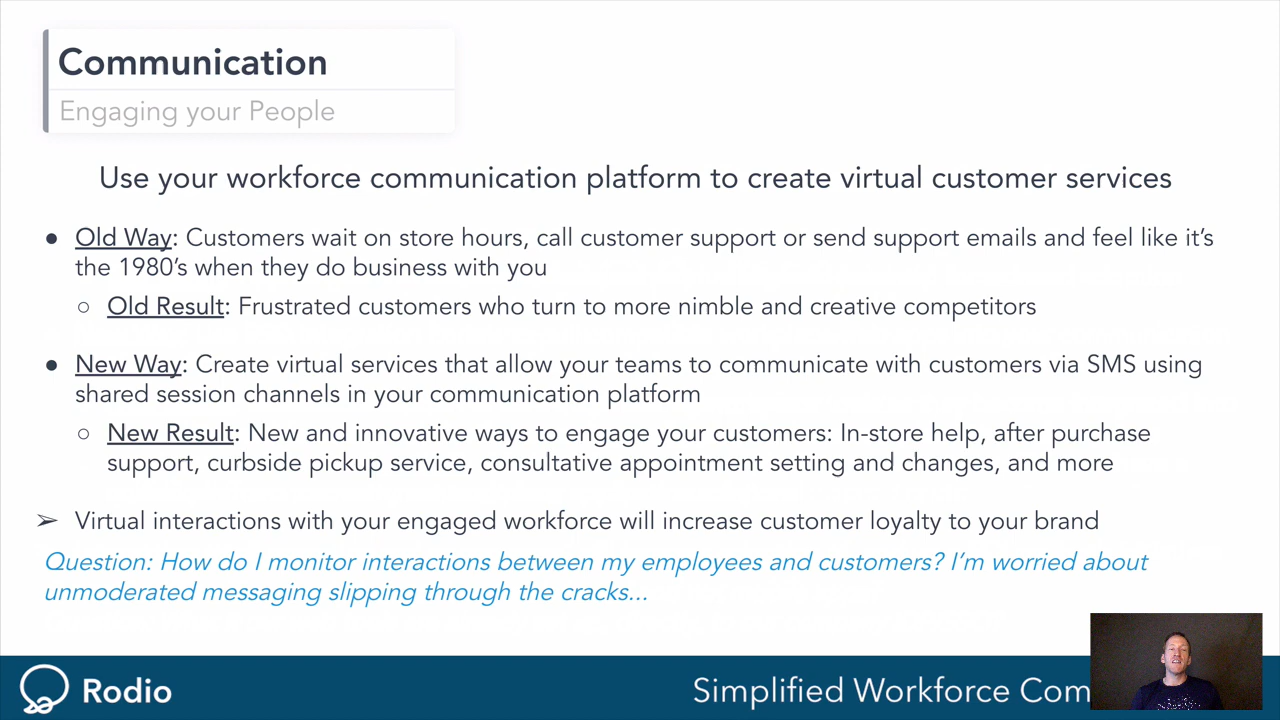 Communication
Engaging your People
Use your workforce communication platform to create virtual customer services
● Old Way: Customers wait on store hours, call customer support or send support emails and feel like it’s
the 1980’s when they do business with you
○ Old Result: Frustrated customers who turn to more nimble and creative competitors
● New Way: Create virtual services that allow your teams to communicate with customers via SMS using
shared session channels in your communication platform
○ New Result: New and innovative ways to engage your customers: In-store help, after purchase
support, curbside pickup service, consultative appointment setting and changes, and more
➢ Virtual interactions with your engaged workforce will increase customer loyalty to your brand
Question: How do I monitor interactions between my employees and customers? I’m worried about
unmoderated messaging slipping through the cracks...
Rodio
Simplified Workforce Com